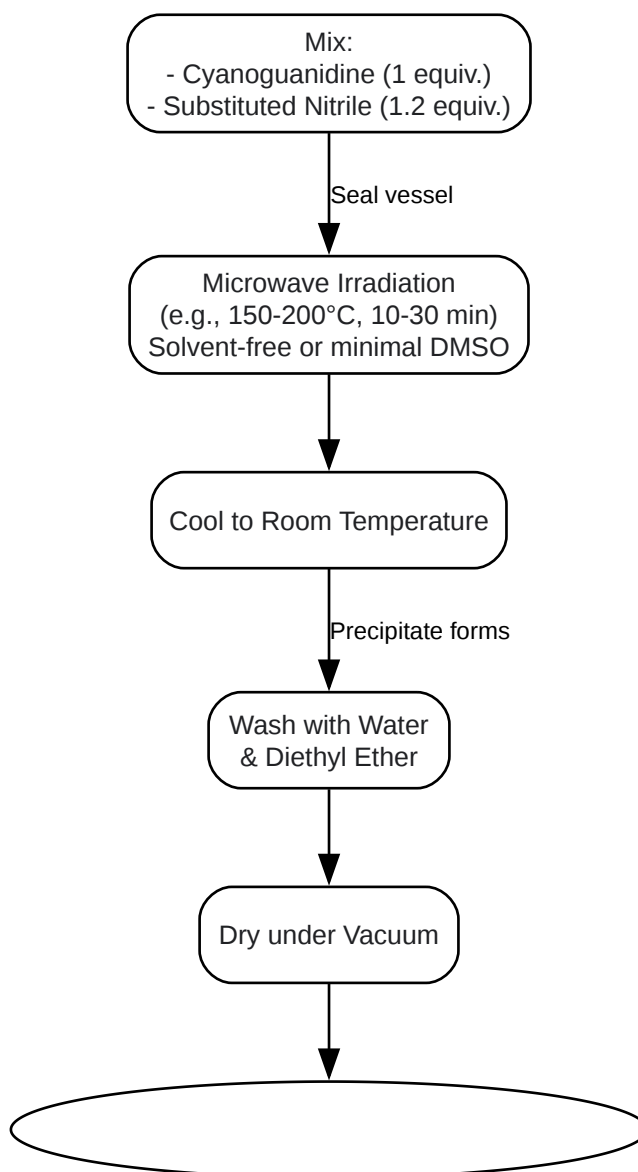 Mix:
- Cyanoguanidine (1 equiv.)
- Substituted Nitrile (1.2 equiv.)
Seal vessel
Microwave Irradiation
(e.g., 150-200°C, 10-30 min)
Solvent-free or minimal DMSO
Cool to Room Temperature
Precipitate forms
Wash with Water
& Diethyl Ether
Dry under Vacuum